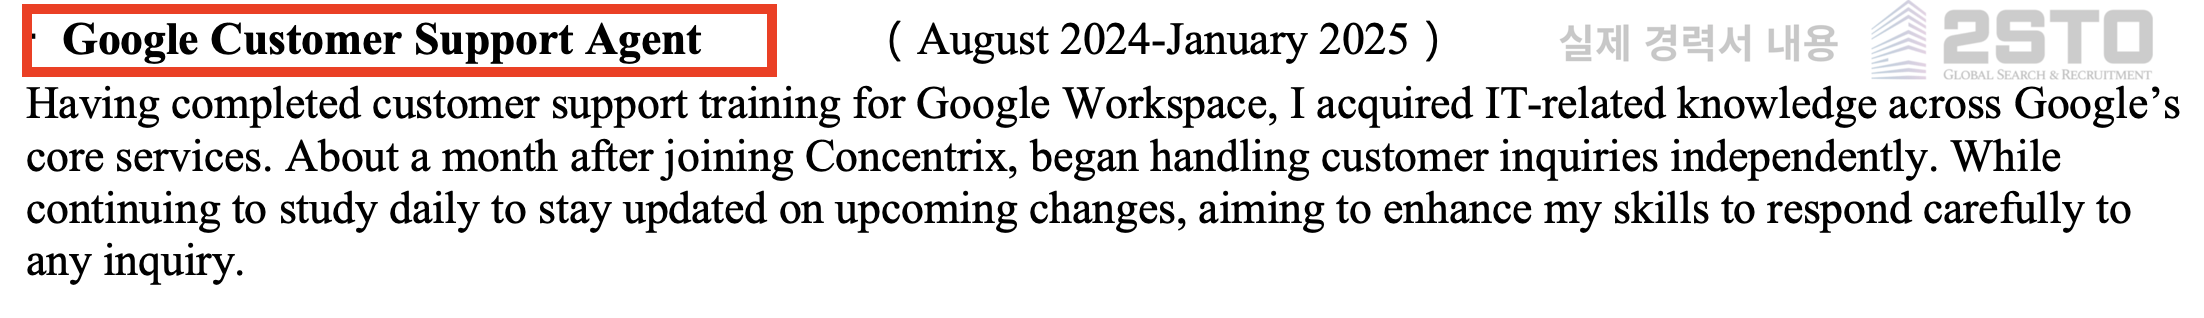 · Google Customer Support Agent ( August 2024-January 2025 ) 실제 경력서 내용 2STO
GLOBAL SEARCH & RECRUITMENT
Having completed customer support training for Google Workspace, I acquired IT-related knowledge across Google’s
core services. About a month after joining Concentrix, began handling customer inquiries independently. While
continuing to study daily to stay updated on upcoming changes, aiming to enhance my skills to respond carefully to
any inquiry.